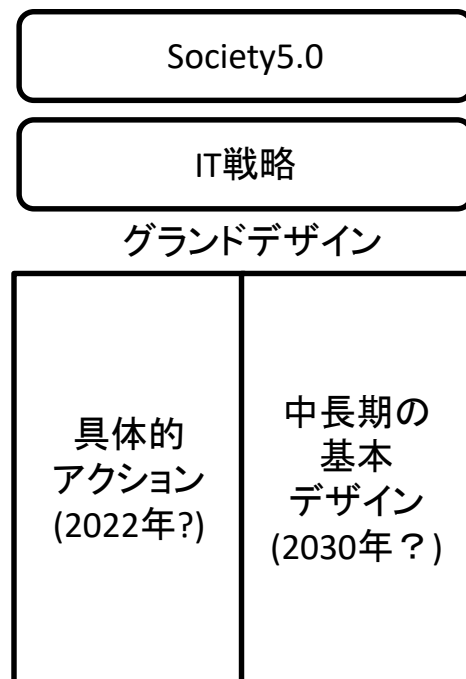 Society5.0
IT戦略
グランドデザイン
具体的
アクション
(2022年?)
中長期の
基本
デザイン
(2030年？)